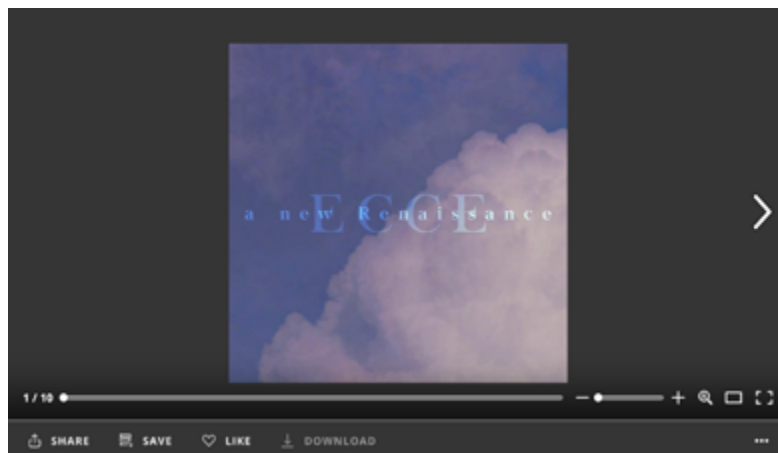 ECCE
a new Renaissance
1 / 10
SHARE
SAVE
LIKE
DOWNLOAD